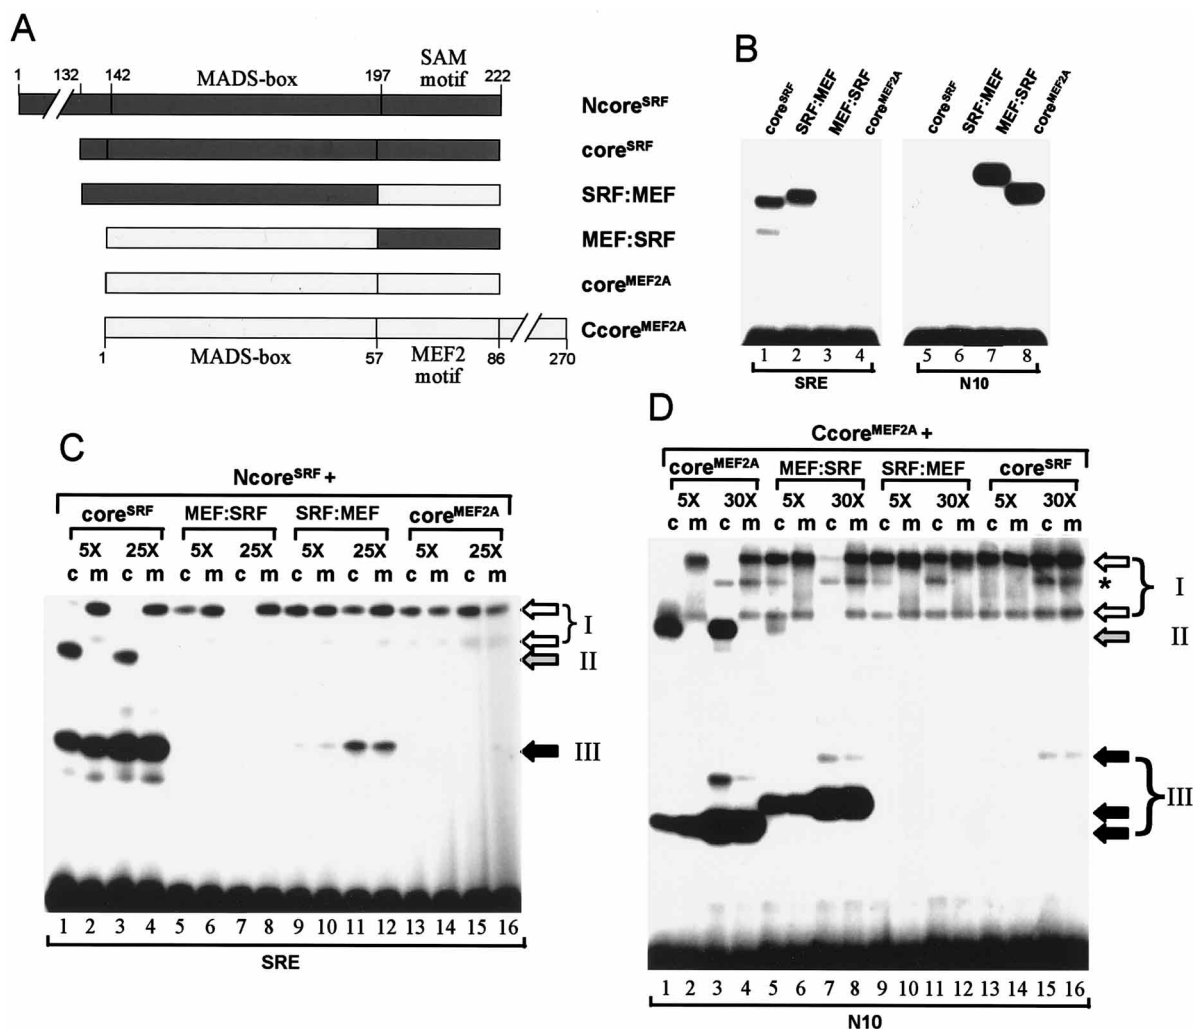 A
SAM
motif
1 132 142 MADS-box 197 222
Ncore^SRF
core^SRF
SRF:MEF
MEF:SRF
core^MEF2A
Ccore^MEF2A
1 MADS-box 57 MEF2 86 270
motif
B
core^SRF SRF:MEF MEF:SRF core^MEF2A core^SRF SRF:MEF MEF:SRF core^MEF2A
1 2 3 4 5 6 7 8
SRE N10
C
Ncore^SRF +
core^SRF MEF:SRF SRF:MEF core^MEF2A
5X 25X 5X 25X 5X 25X 5X 25X
c m c m c m c m c m c m c m c m
I
II
III
1 2 3 4 5 6 7 8 9 10 11 12 13 14 15 16
SRE
D
Ccore^MEF2A +
core^MEF2A MEF:SRF SRF:MEF core^SRF
5X 30X 5X 30X 5X 30X 5X 30X
c m c m c m c m c m c m c m c m
* I
II
III
1 2 3 4 5 6 7 8 9 10 11 12 13 14 15 16
N10